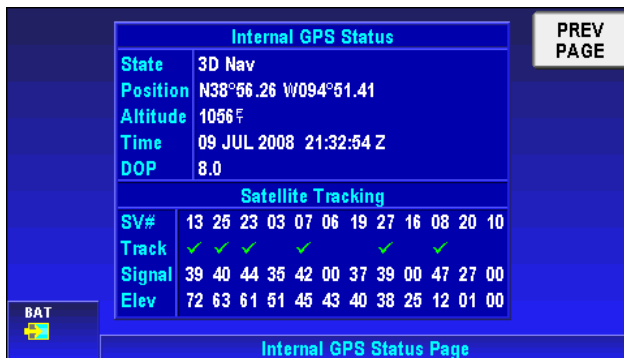 Internal GPS Status
PREV
PAGE
State 3D Nav
Position N38°56.26 W094°51.41
Altitude 1056FT
Time 09 JUL 2008 21:32:54 Z
DOP 8.0
Satellite Tracking
SV# 13 25 23 03 07 06 19 27 16 08 20 10
Track ✓ ✓ ✓ ✓ ✓ ✓
Signal 39 40 44 35 42 00 37 39 00 47 27 00
Elev 72 63 61 51 45 43 40 38 25 12 01 00
BAT
Internal GPS Status Page